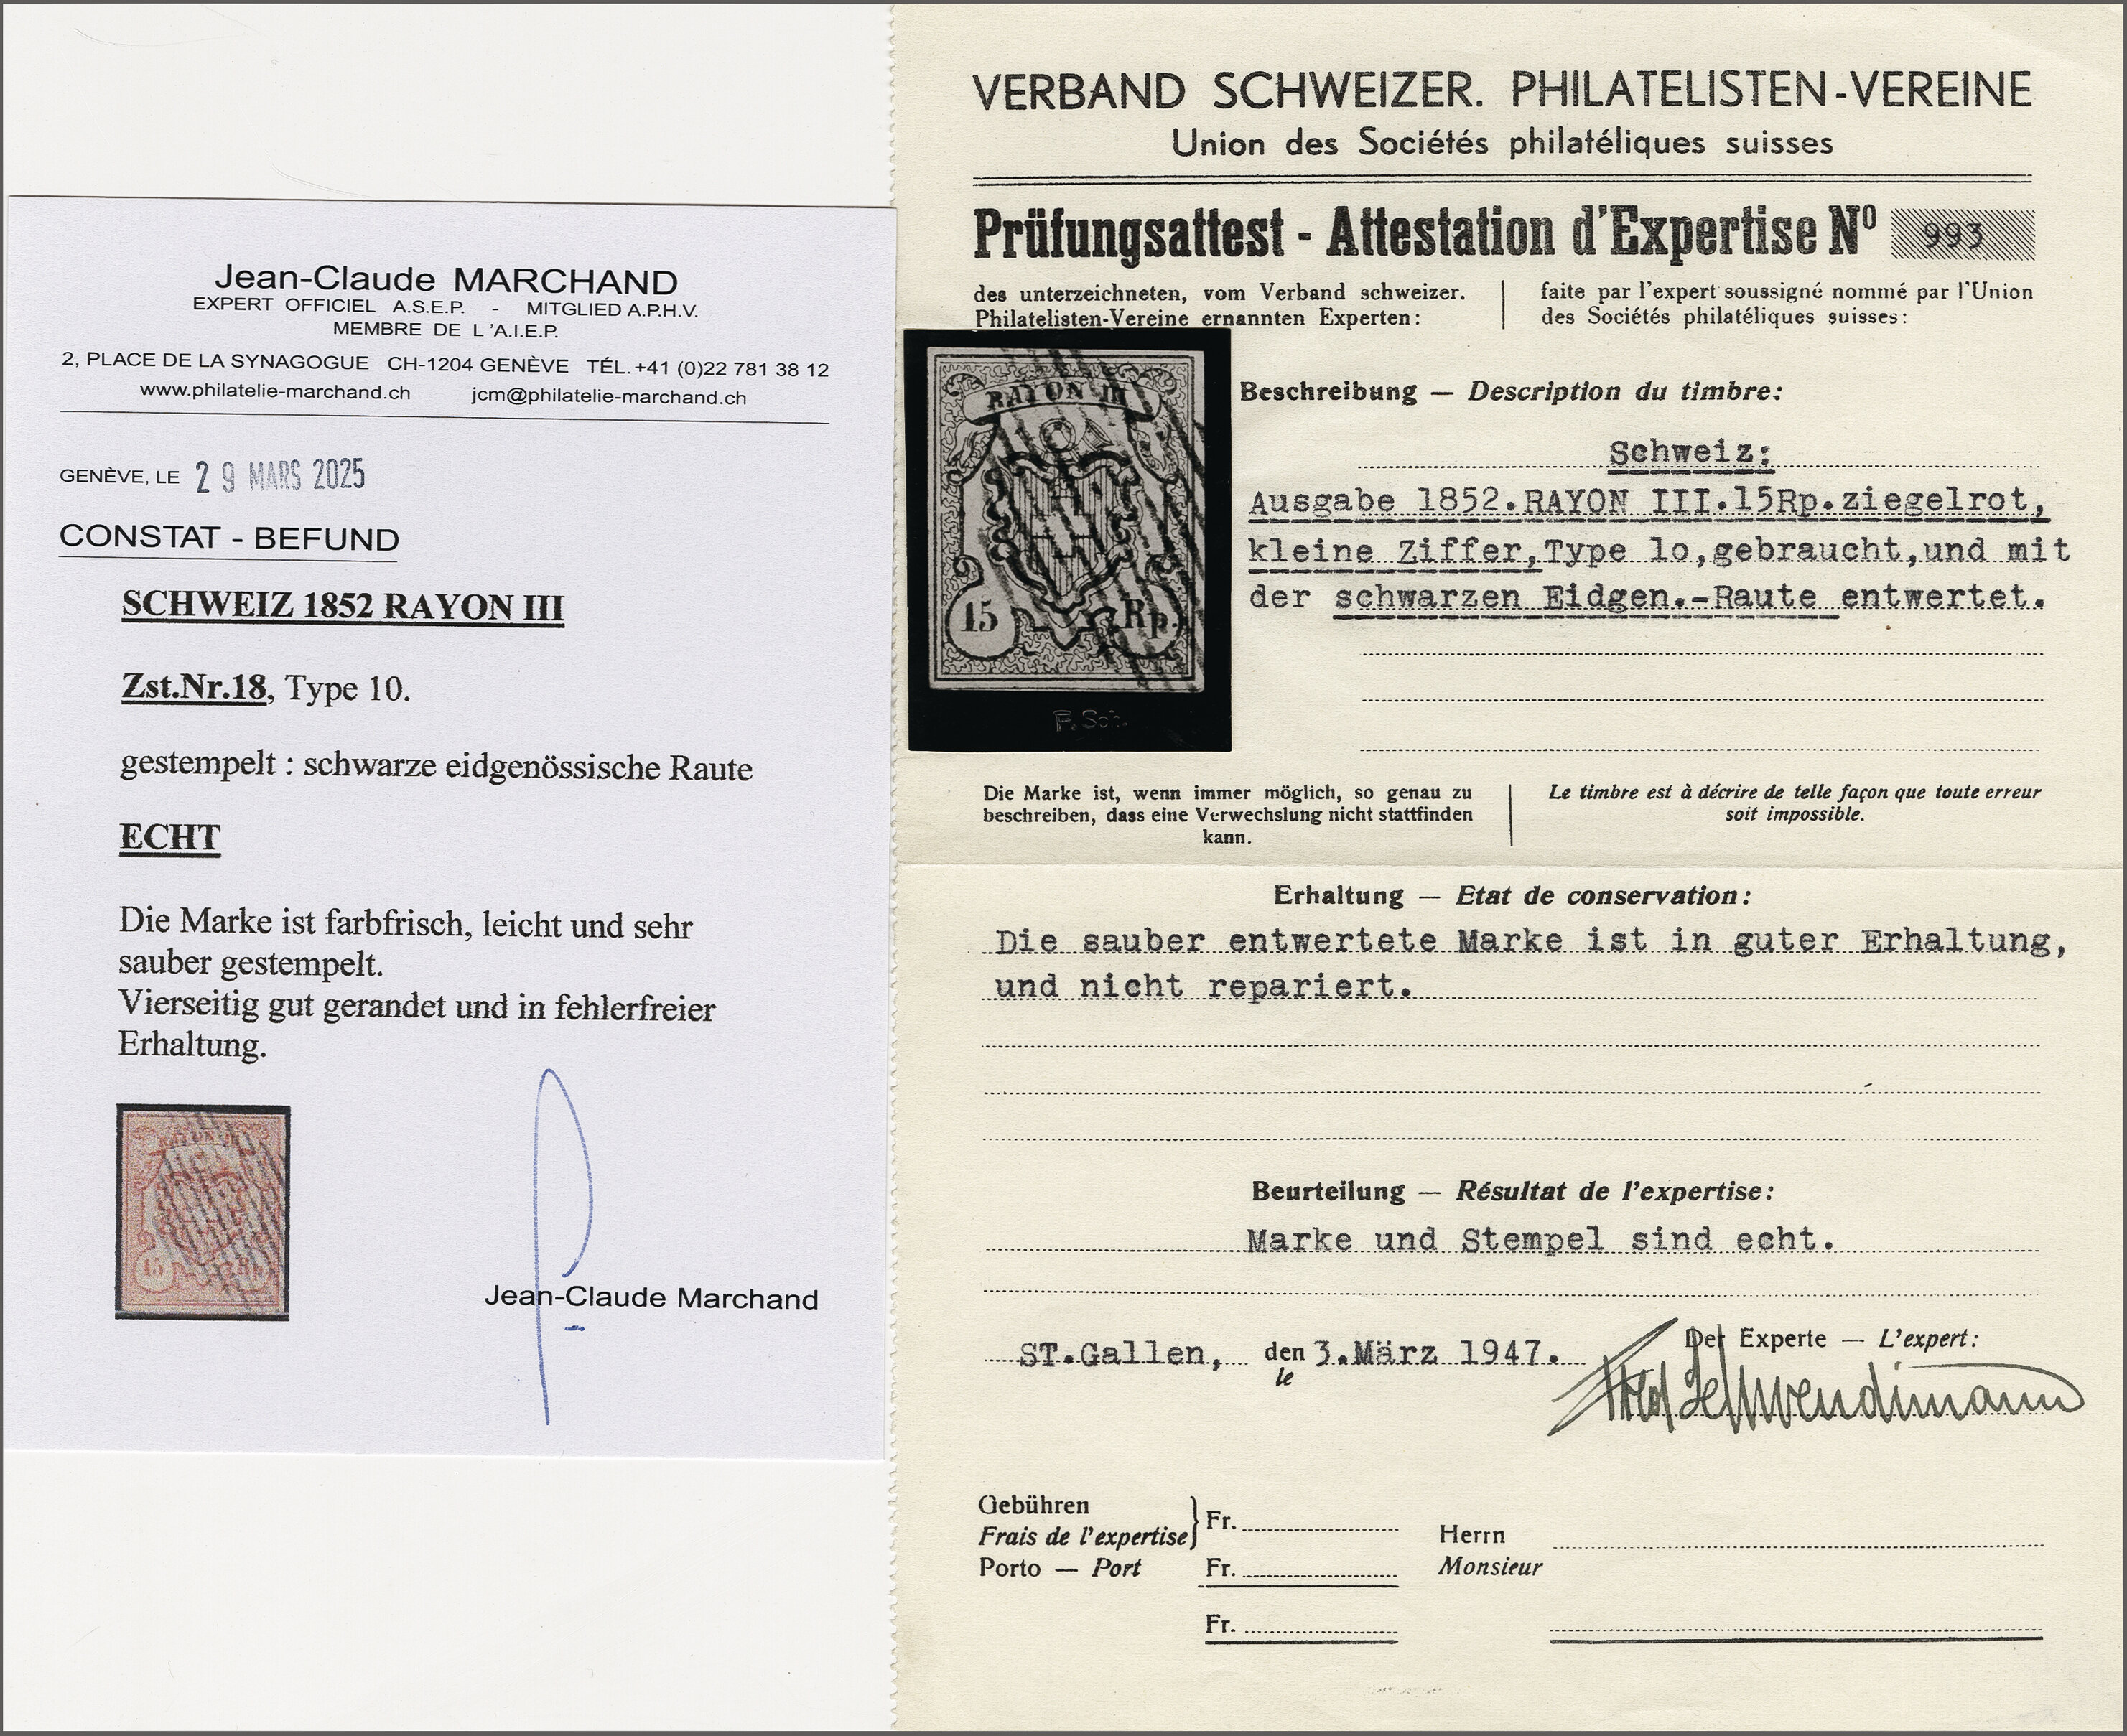 Jean-Claude MARCHAND
EXPERT OFFICIEL A.S.E.P. - MITGLIED A.P.H.V.
MEMBRE DE L'A.I.E.P.
2, PLACE DE LA SYNAGOGUE CH-1204 GENÈVE TÉL. +41 (0)22 781 38 12
www.philatelie-marchand.ch jcm@philatelie-marchand.ch
GENÈVE, LE 29 MARS 2025
CONSTAT - BEFUND
SCHWEIZ 1852 RAYON III
Zst.Nr.18, Type 10.
gestempelt : schwarze eidgenössische Raute
ECHT
Die Marke ist farbfrisch, leicht und sehr
sauber gestempelt.
Vierseitig gut gerandet und in fehlerfreier
Erhaltung.
RAYON III
15 Rp.
Jean-Claude Marchand
VERBAND SCHWEIZER. PHILATELISTEN-VEREINE
Union des Sociétés philatéliques suisses
Prüfungsattest - Attestation d'Expertise Nº 993
des unterzeichneten, vom Verband schweizer.
Philatelisten-Vereine ernannten Experten:
faite par l'expert soussigné nommé par l'Union
des Sociétés philatéliques suisses:
RAYON III
15 Rp.
F. Sch.
Beschreibung — Description du timbre:
Schweiz:
Ausgabe 1852.RAYON III.15Rp.ziegelrot,
kleine Ziffer,Type lo,gebraucht,und mit
der schwarzen Eidgen.-Raute entwertet.
Die Marke ist, wenn immer möglich, so genau zu
beschreiben, dass eine Verwechslung nicht stattfinden
kann.
Le timbre est à décrire de telle façon que toute erreur
soit impossible.
Erhaltung — Etat de conservation:
Die sauber entwertete Marke ist in guter Erhaltung,
und nicht repariert.
Beurteilung — Résultat de l'expertise:
Marke und Stempel sind echt.
ST.Gallen, den 3.März 1947.
le
Der Experte — L'expert:
Fred Schwendimann
Gebühren
Frais de l'expertise } Fr.
Porto — Port Fr.
Fr.
Herrn
Monsieur